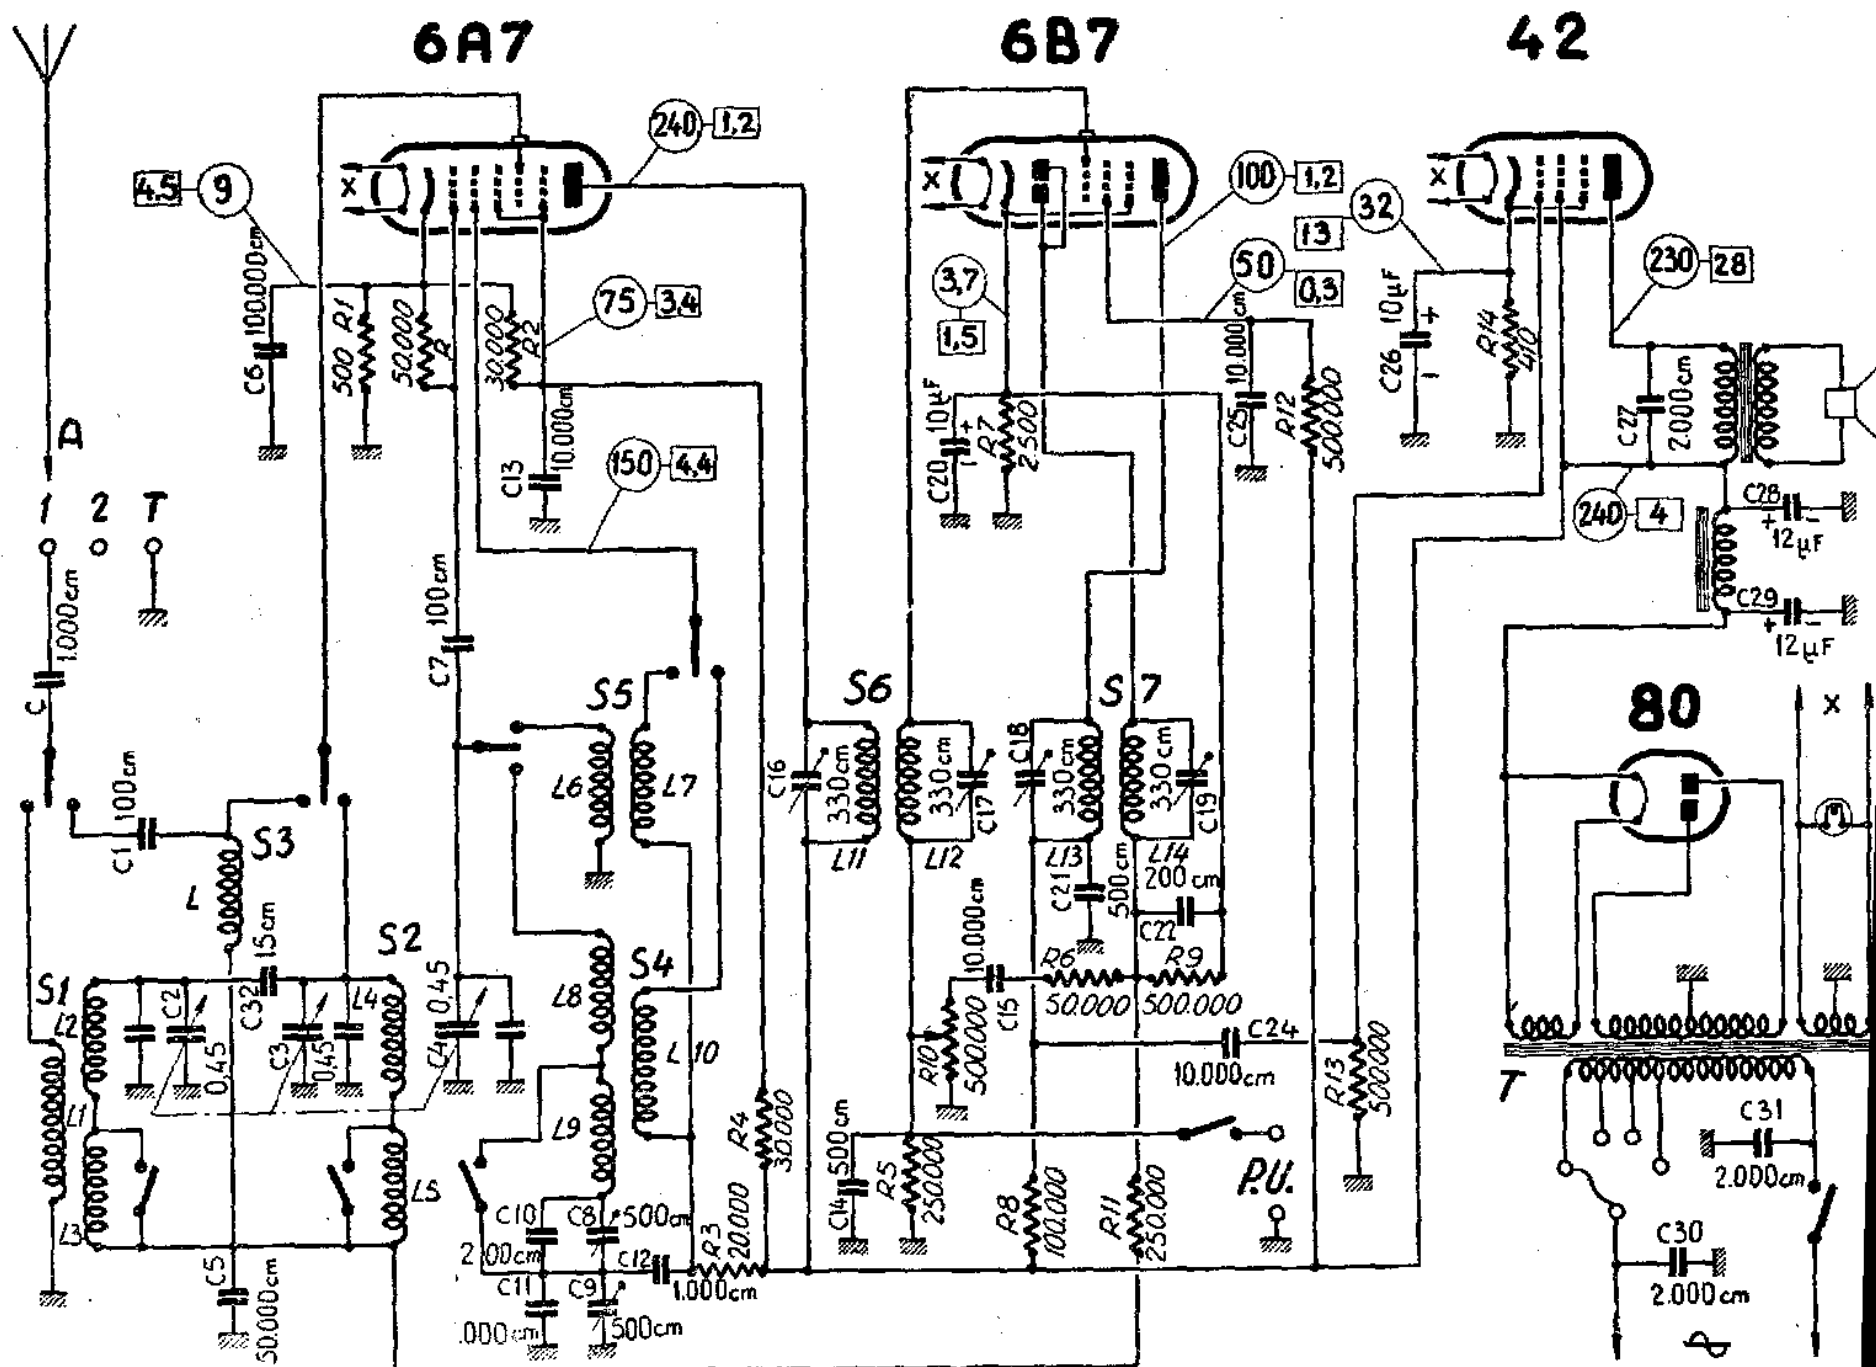 6A7
6B7
42
240 1,2
4,5 9
100.000cm
C6
500 R1
50.000 R
30.000 R2
75 3,4
C13 10.000cm
150 4,4
100 1,2
50 0,3
3,7
1,5
C20 10µF
+
−
R7 2.500
10.000cm
C25
R12 500.000
32
13
10µF
C26
+
−
R14 410
230 28
C27 2.000cm
240 4
C28
+ −
12µF
C29
+ −
12µF
X
X
X
X
A
1 2 T
C 1.000cm
C1 100cm
S3
L
C7 100cm
S5
L6
L7
S6
C16
330cm
L11
330cm
C17
L12
S7
C18
330cm
L13
330cm
C19
L14
C21 500cm
200cm
C22
80
S1
L2
L1
L3
C2 0,45
C32 15cm
C3 0,45
L4
S2
L5
C4 0,45
L8
S4
L10
L9
C5 50.000cm
C10
C8 500cm
C11
.000cm
C9
500cm
C12
1.000cm
R3 20.000
R4 30.000
10.000cm
C15
R10 500.000
R6
50.000
R9
500.000
C24
10.000cm
R13 500.000
C14 500cm
R5 250.000
R8 100.000
R11 250.000
P.U.
T
C31
2.000cm
C30
2.000cm